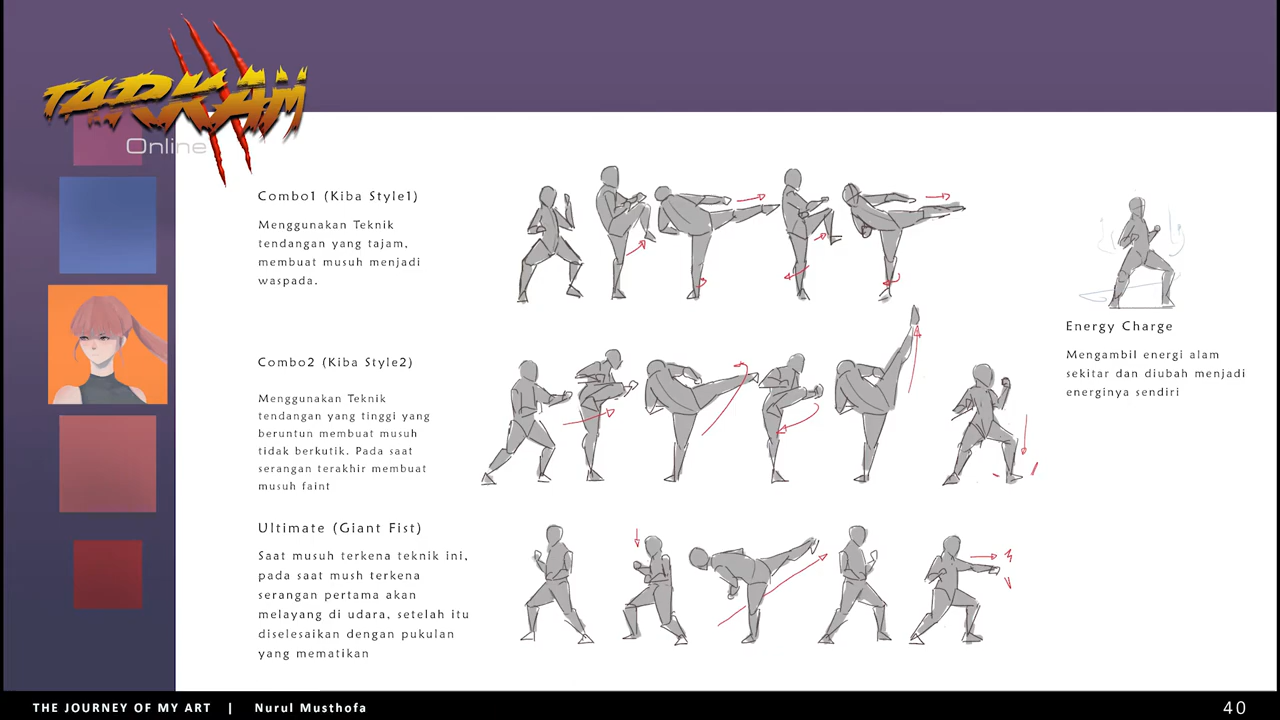 TARKAM
Online
Combo1 (Kiba Style1)
Menggunakan Teknik
tendangan yang tajam,
membuat musuh menjadi
waspada.
Energy Charge
Mengambil energi alam
sekitar dan diubah menjadi
energinya sendiri
Combo2 (Kiba Style2)
Menggunakan Teknik
tendangan yang tinggi yang
beruntun membuat musuh
tidak berkutik. Pada saat
serangan terakhir membuat
musuh faint
Ultimate (Giant Fist)
Saat musuh terkena teknik ini,
pada saat mush terkena
serangan pertama akan
melayang di udara, setelah itu
diselesaikan dengan pukulan
yang mematikan
THE JOURNEY OF MY ART | Nurul Musthofa
40